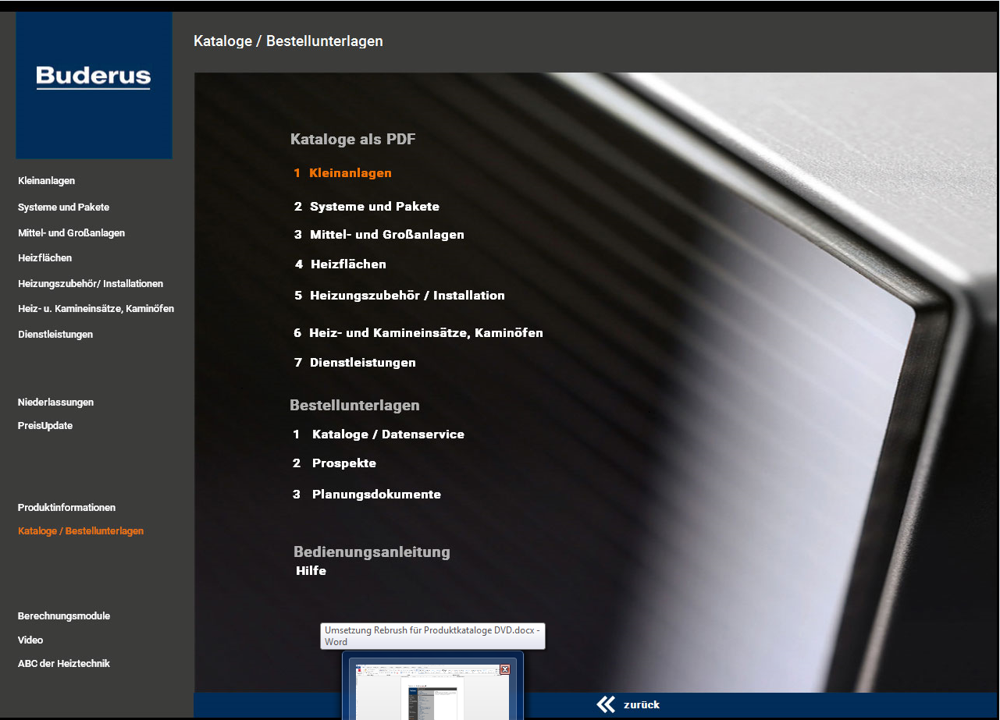 Kataloge / Bestellunterlagen
Buderus
Kleinanlagen
Systeme und Pakete
Mittel- und Großanlagen
Heizflächen
Heizungszubehör/ Installationen
Heiz- u. Kamineinsätze, Kaminöfen
Dienstleistungen
Niederlassungen
PreisUpdate
Produktinformationen
Kataloge / Bestellunterlagen
Berechnungsmodule
Video
ABC der Heiztechnik
Kataloge als PDF
1 Kleinanlagen
2 Systeme und Pakete
3 Mittel- und Großanlagen
4 Heizflächen
5 Heizungszubehör / Installation
6 Heiz- und Kamineinsätze, Kaminöfen
7 Dienstleistungen
Bestellunterlagen
1 Kataloge / Datenservice
2 Prospekte
3 Planungsdokumente
Bedienungsanleitung
Hilfe
Umsetzung Rebrush für Produktkataloge DVD.docx -
Word
zurück